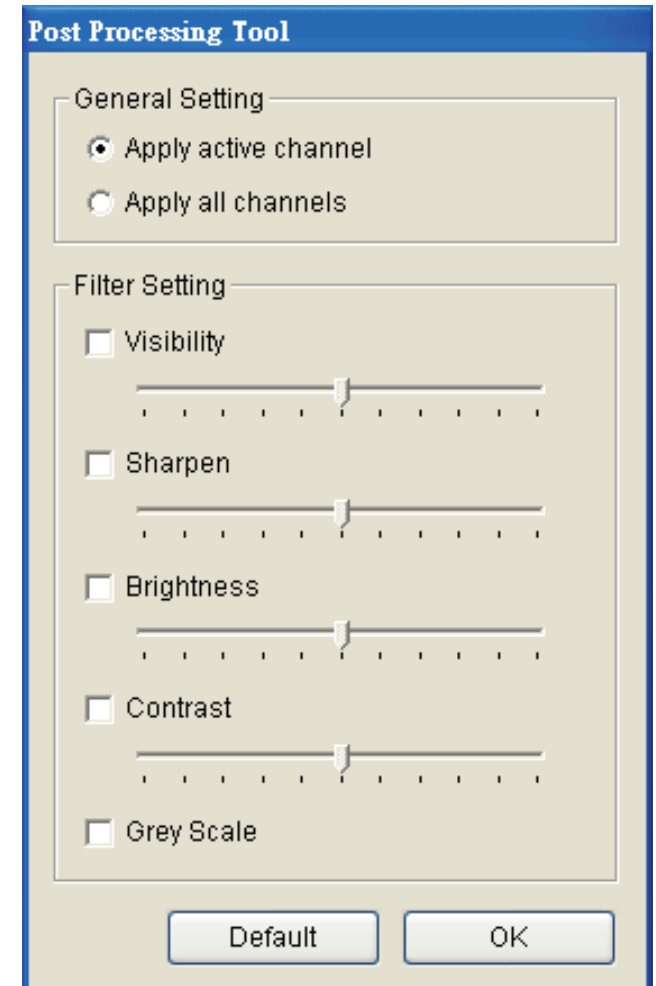 Post Processing Tool
General Setting
Apply active channel
Apply all channels
Filter Setting
Visibility
Sharpen
Brightness
Contrast
Grey Scale
Default OK